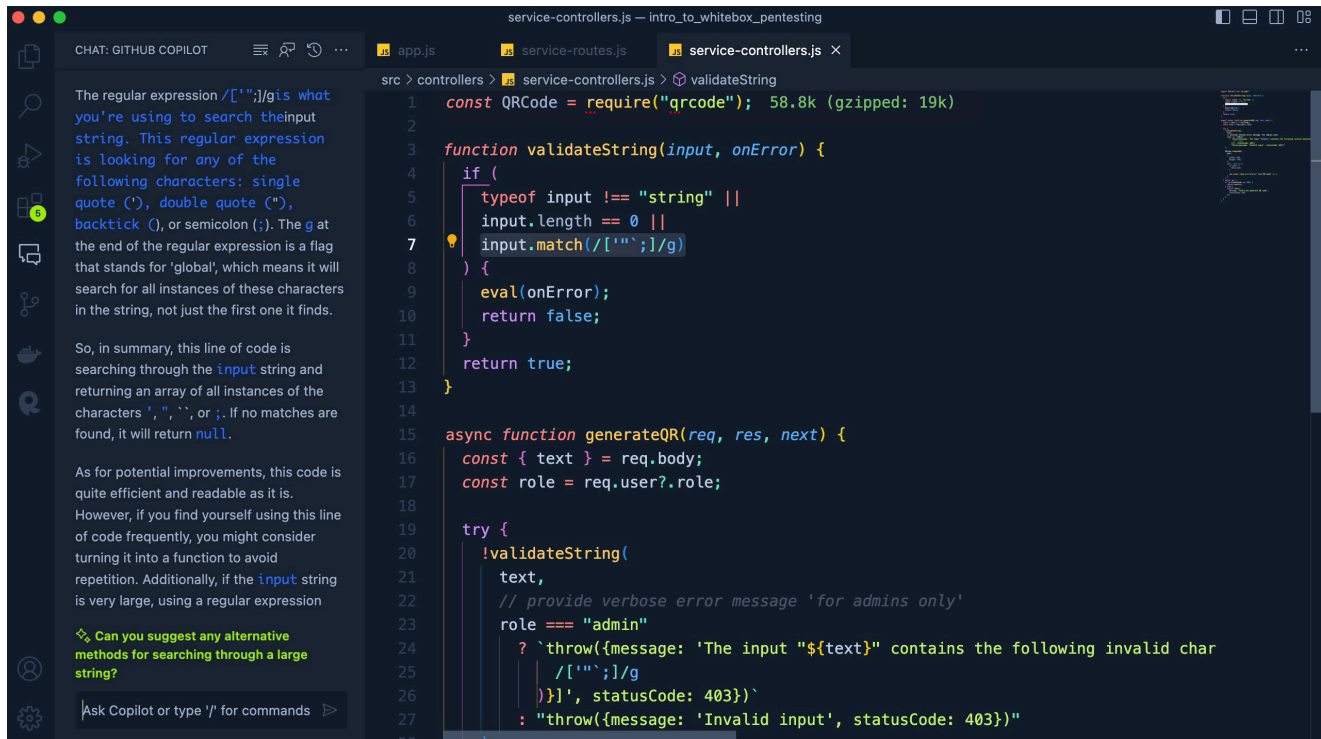 service-controllers.js — intro_to_whitebox_pentesting
CHAT: GITHUB COPILOT
The regular expression /['";]/gis what
you're using to search theinput
string. This regular expression
is looking for any of the
following characters: single
quote ('), double quote ("),
backtick (), or semicolon (;). The g at
the end of the regular expression is a flag
that stands for 'global', which means it will
search for all instances of these characters
in the string, not just the first one it finds.
So, in summary, this line of code is
searching through the input string and
returning an array of all instances of the
characters ', ", ``, or ;. If no matches are
found, it will return null.
As for potential improvements, this code is
quite efficient and readable as it is.
However, if you find yourself using this line
of code frequently, you might consider
turning it into a function to avoid
repetition. Additionally, if the input string
is very large, using a regular expression
Can you suggest any alternative
methods for searching through a large
string?
Ask Copilot or type '/' for commands
5
JS app.js
JS service-routes.js
JS service-controllers.js
src > controllers > JS service-controllers.js > validateString
1 const QRCode = require("qrcode"); 58.8k (gzipped: 19k)
2
3 function validateString(input, onError) {
4 if (
5 typeof input !== "string" ||
6 input.length == 0 ||
7 input.match(/['"`;]/g)
8 ) {
9 eval(onError);
10 return false;
11 }
12 return true;
13 }
14
15 async function generateQR(req, res, next) {
16 const { text } = req.body;
17 const role = req.user?.role;
18
19 try {
20 !validateString(
21 text,
22 // provide verbose error message 'for admins only'
23 role === "admin"
24 ? `throw({message: 'The input "${text}" contains the following invalid char
25 /['"`;]/g
26 )}]', statusCode: 403})`
27 : "throw({message: 'Invalid input', statusCode: 403})"